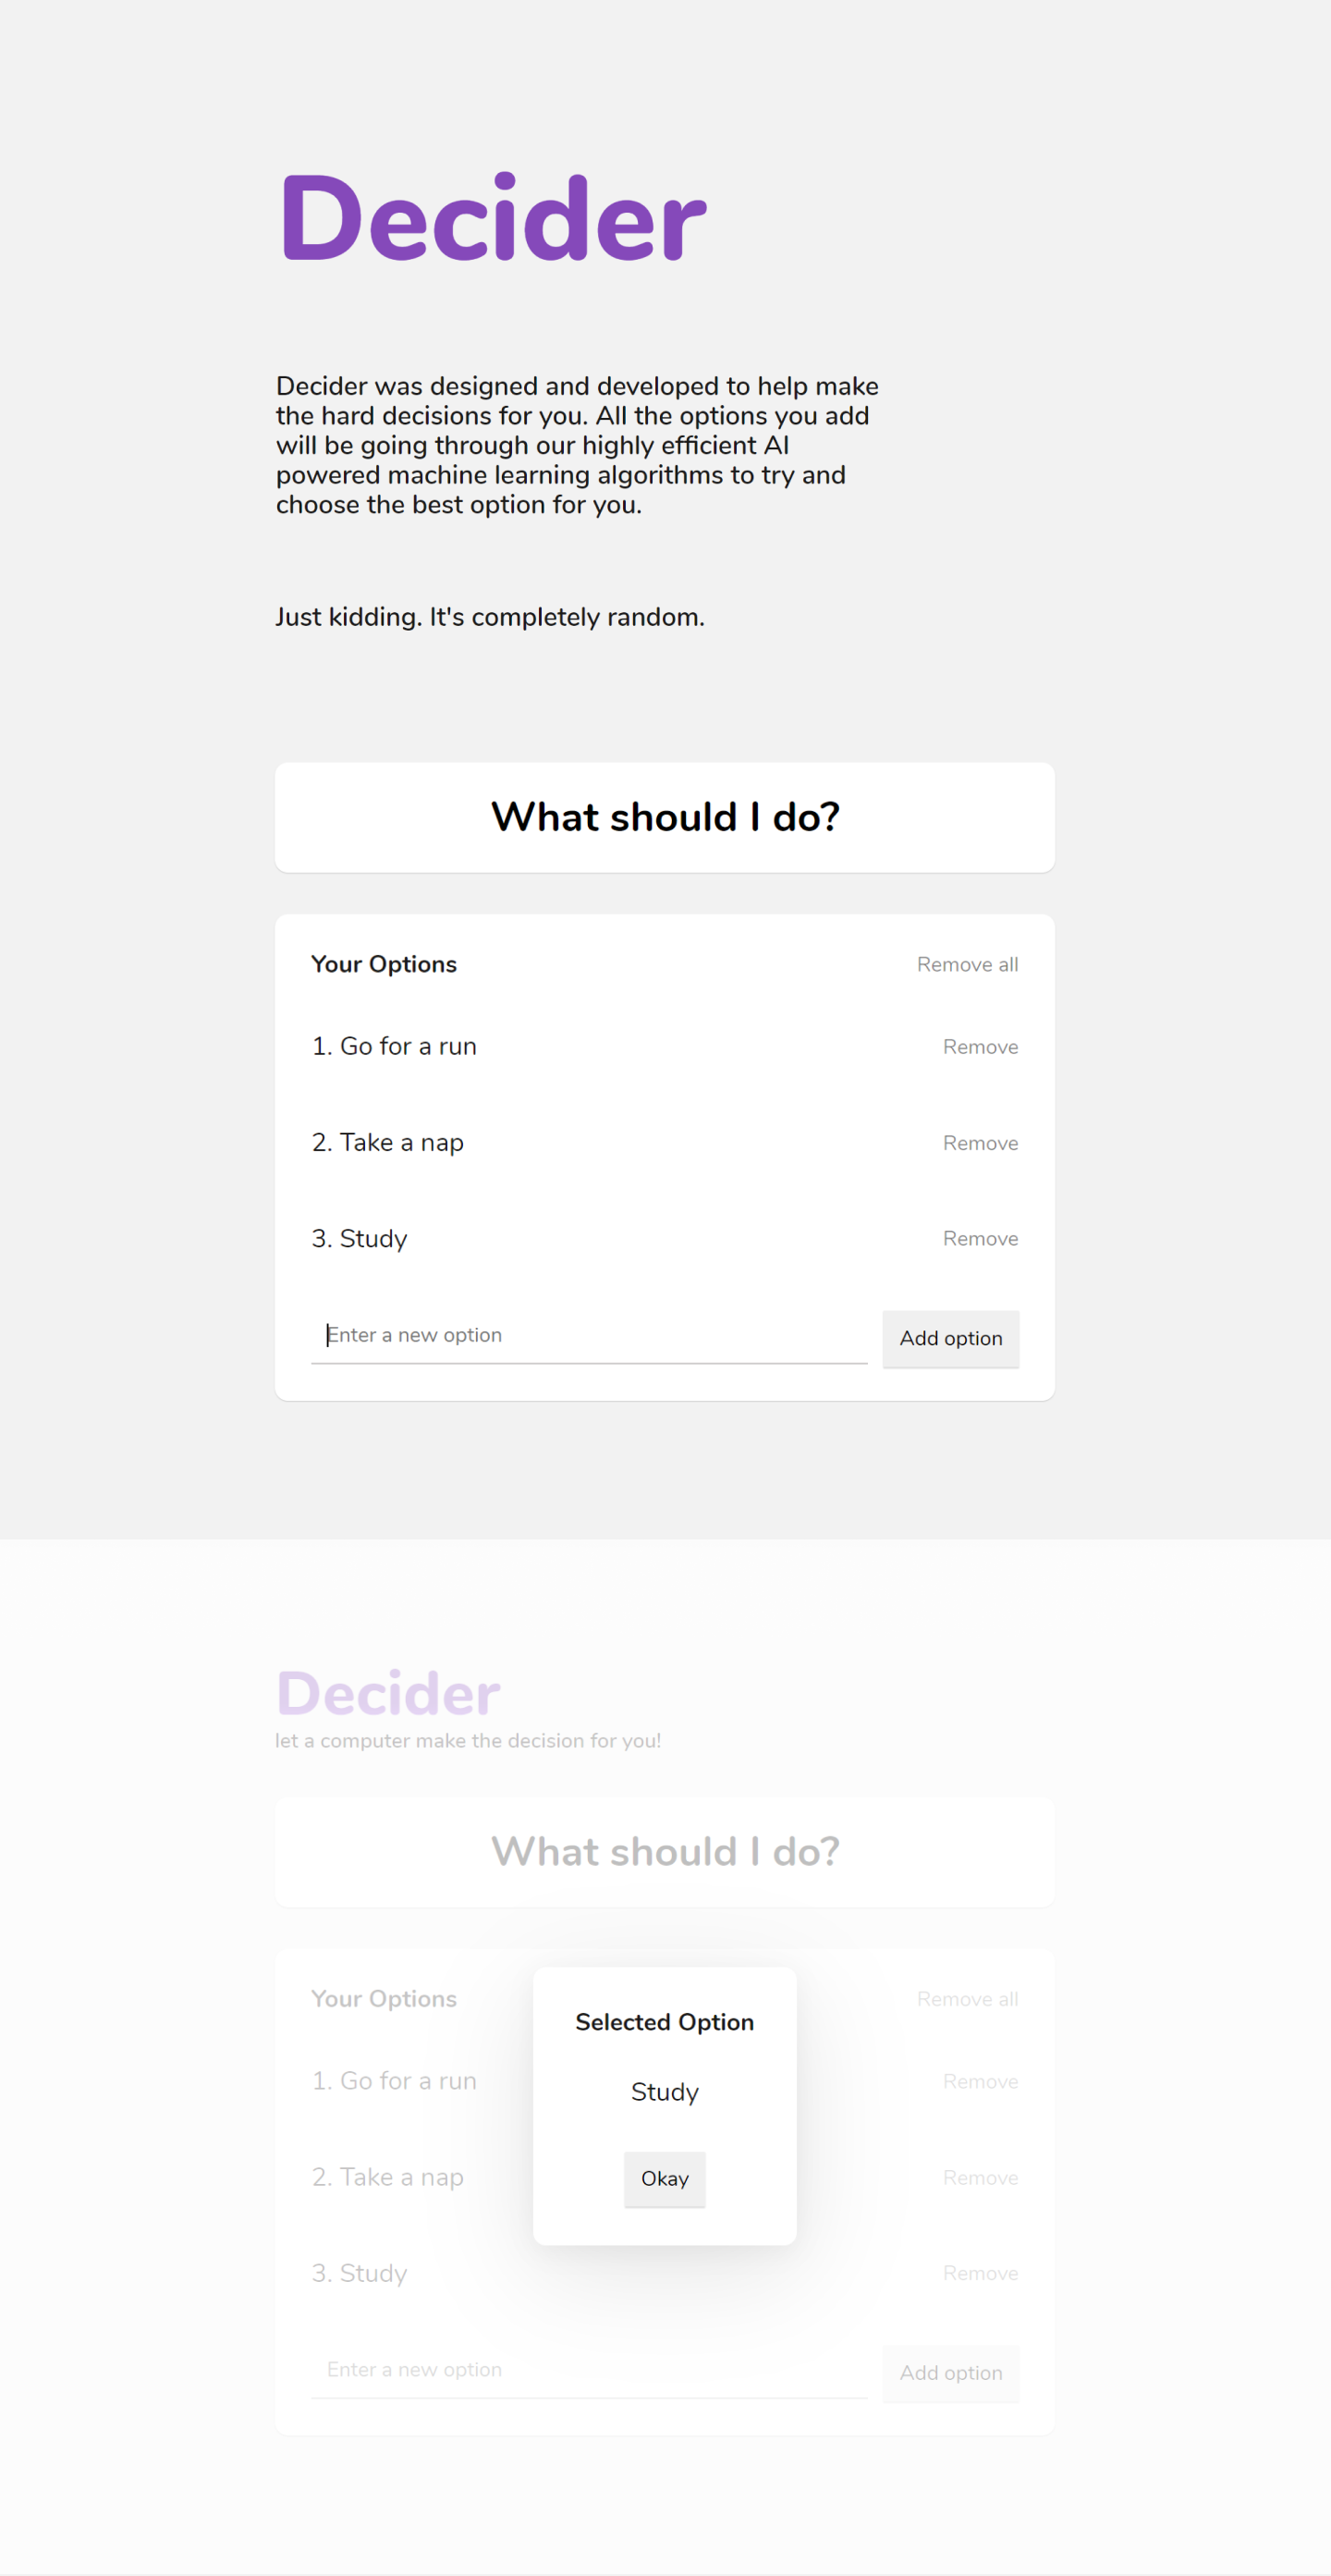 Decider
Decider was designed and developed to help make
the hard decisions for you. All the options you add
will be going through our highly efficient AI
powered machine learning algorithms to try and
choose the best option for you.
Just kidding. It's completely random.
What should I do?
Your Options Remove all
1. Go for a run Remove
2. Take a nap Remove
3. Study Remove
Enter a new option Add option
Decider
let a computer make the decision for you!
What should I do?
Your Options Remove all
1. Go for a run Remove
2. Take a nap Remove
3. Study Remove
Enter a new option Add option
Selected Option
Study
Okay